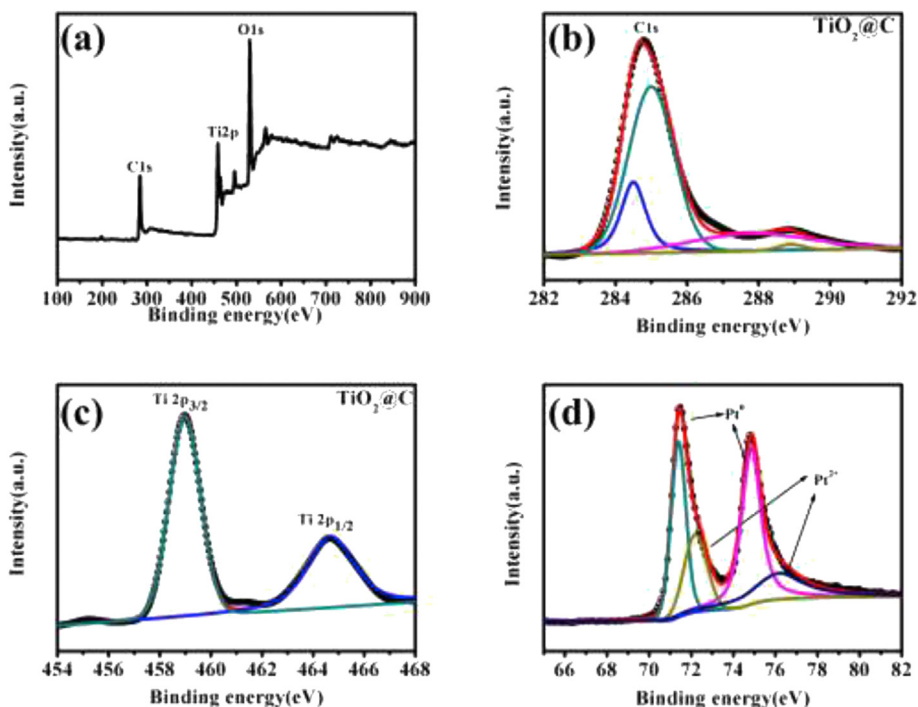 (a)
O1s
Ti2p
C1s
Intensity(a.u.)
100 200 300 400 500 600 700 800 900
Binding energy(eV)
(b)
C1s
TiO₂@C
Intensity(a.u.)
282 284 286 288 290 292
Binding energy(eV)
(c)
Ti 2p₃/₂
TiO₂@C
Ti 2p₁/₂
Intensity(a.u.)
454 456 458 460 462 464 466 468
Binding energy(eV)
(d)
Pt⁰
Pt²⁺
Intensity(a.u.)
66 68 70 72 74 76 78 80 82
Binding energy(eV)